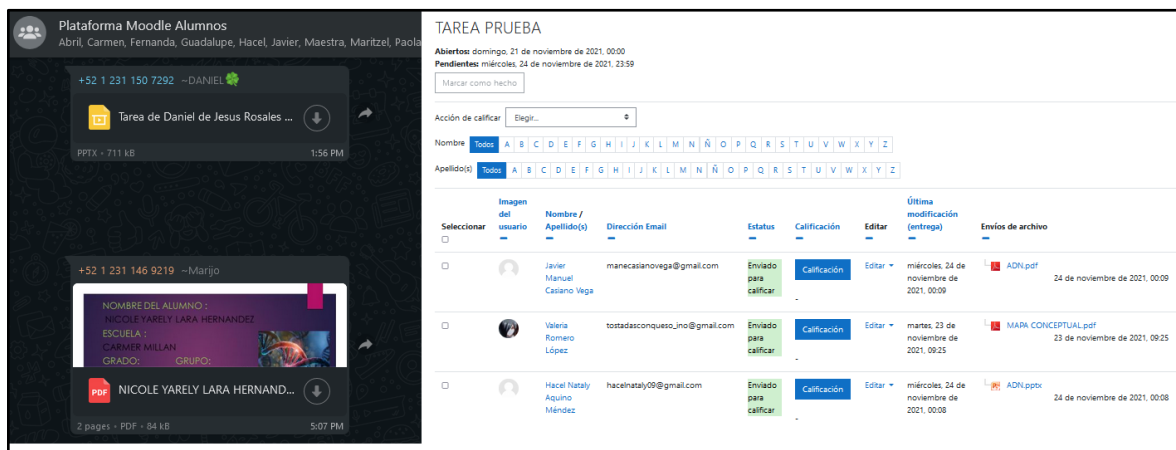 Plataforma Moodle Alumnos
Abril, Carmen, Fernanda, Guadalupe, Hacel, Javier, Maestra, Maritzel, Paola
+52 1 231 150 7292 ~DANIEL🍀
Tarea de Daniel de Jesus Rosales ...
PPTX • 711 kB 1:56 PM
+52 1 231 146 9219 ~Marijo
NOMBRE DEL ALUMNO :
NICOLE YARELY LARA HERNANDEZ
ESCUELA :
CARMER MILLAN
GRADO: GRUPO:
PDF NICOLE YARELY LARA HERNAND...
2 pages • PDF • 84 kB 5:07 PM
TAREA PRUEBA
Abiertos: domingo, 21 de noviembre de 2021, 00:00
Pendientes: miércoles, 24 de noviembre de 2021, 23:59
Marcar como hecho
Acción de calificar Elegir...
Nombre Todos A B C D E F G H I J K L M N Ñ O P Q R S T U V W X Y Z
Apellido(s) Todos A B C D E F G H I J K L M N Ñ O P Q R S T U V W X Y Z
Seleccionar
Imagen
del
usuario
Nombre /
Apellido(s)
Dirección Email
Estatus
Calificación
Editar
Última
modificación
(entrega)
Envíos de archivo
Javier
Manuel
Casiano Vega
manecasianovega@gmail.com
Enviado
para
calificar
Calificación
-
Editar
miércoles, 24 de
noviembre de
2021, 00:09
ADN.pdf
24 de noviembre de 2021, 00:09
Valeria
Romero
López
tostadasconqueso_ino@gmail.com
Enviado
para
calificar
Calificación
-
Editar
martes, 23 de
noviembre de
2021, 09:25
MAPA CONCEPTUAL.pdf
23 de noviembre de 2021, 09:25
Hacel Nataly
Aquino
Méndez
hacelnataly09@gmail.com
Enviado
para
calificar
Calificación
-
Editar
miércoles, 24 de
noviembre de
2021, 00:08
ADN.pptx
24 de noviembre de 2021, 00:08